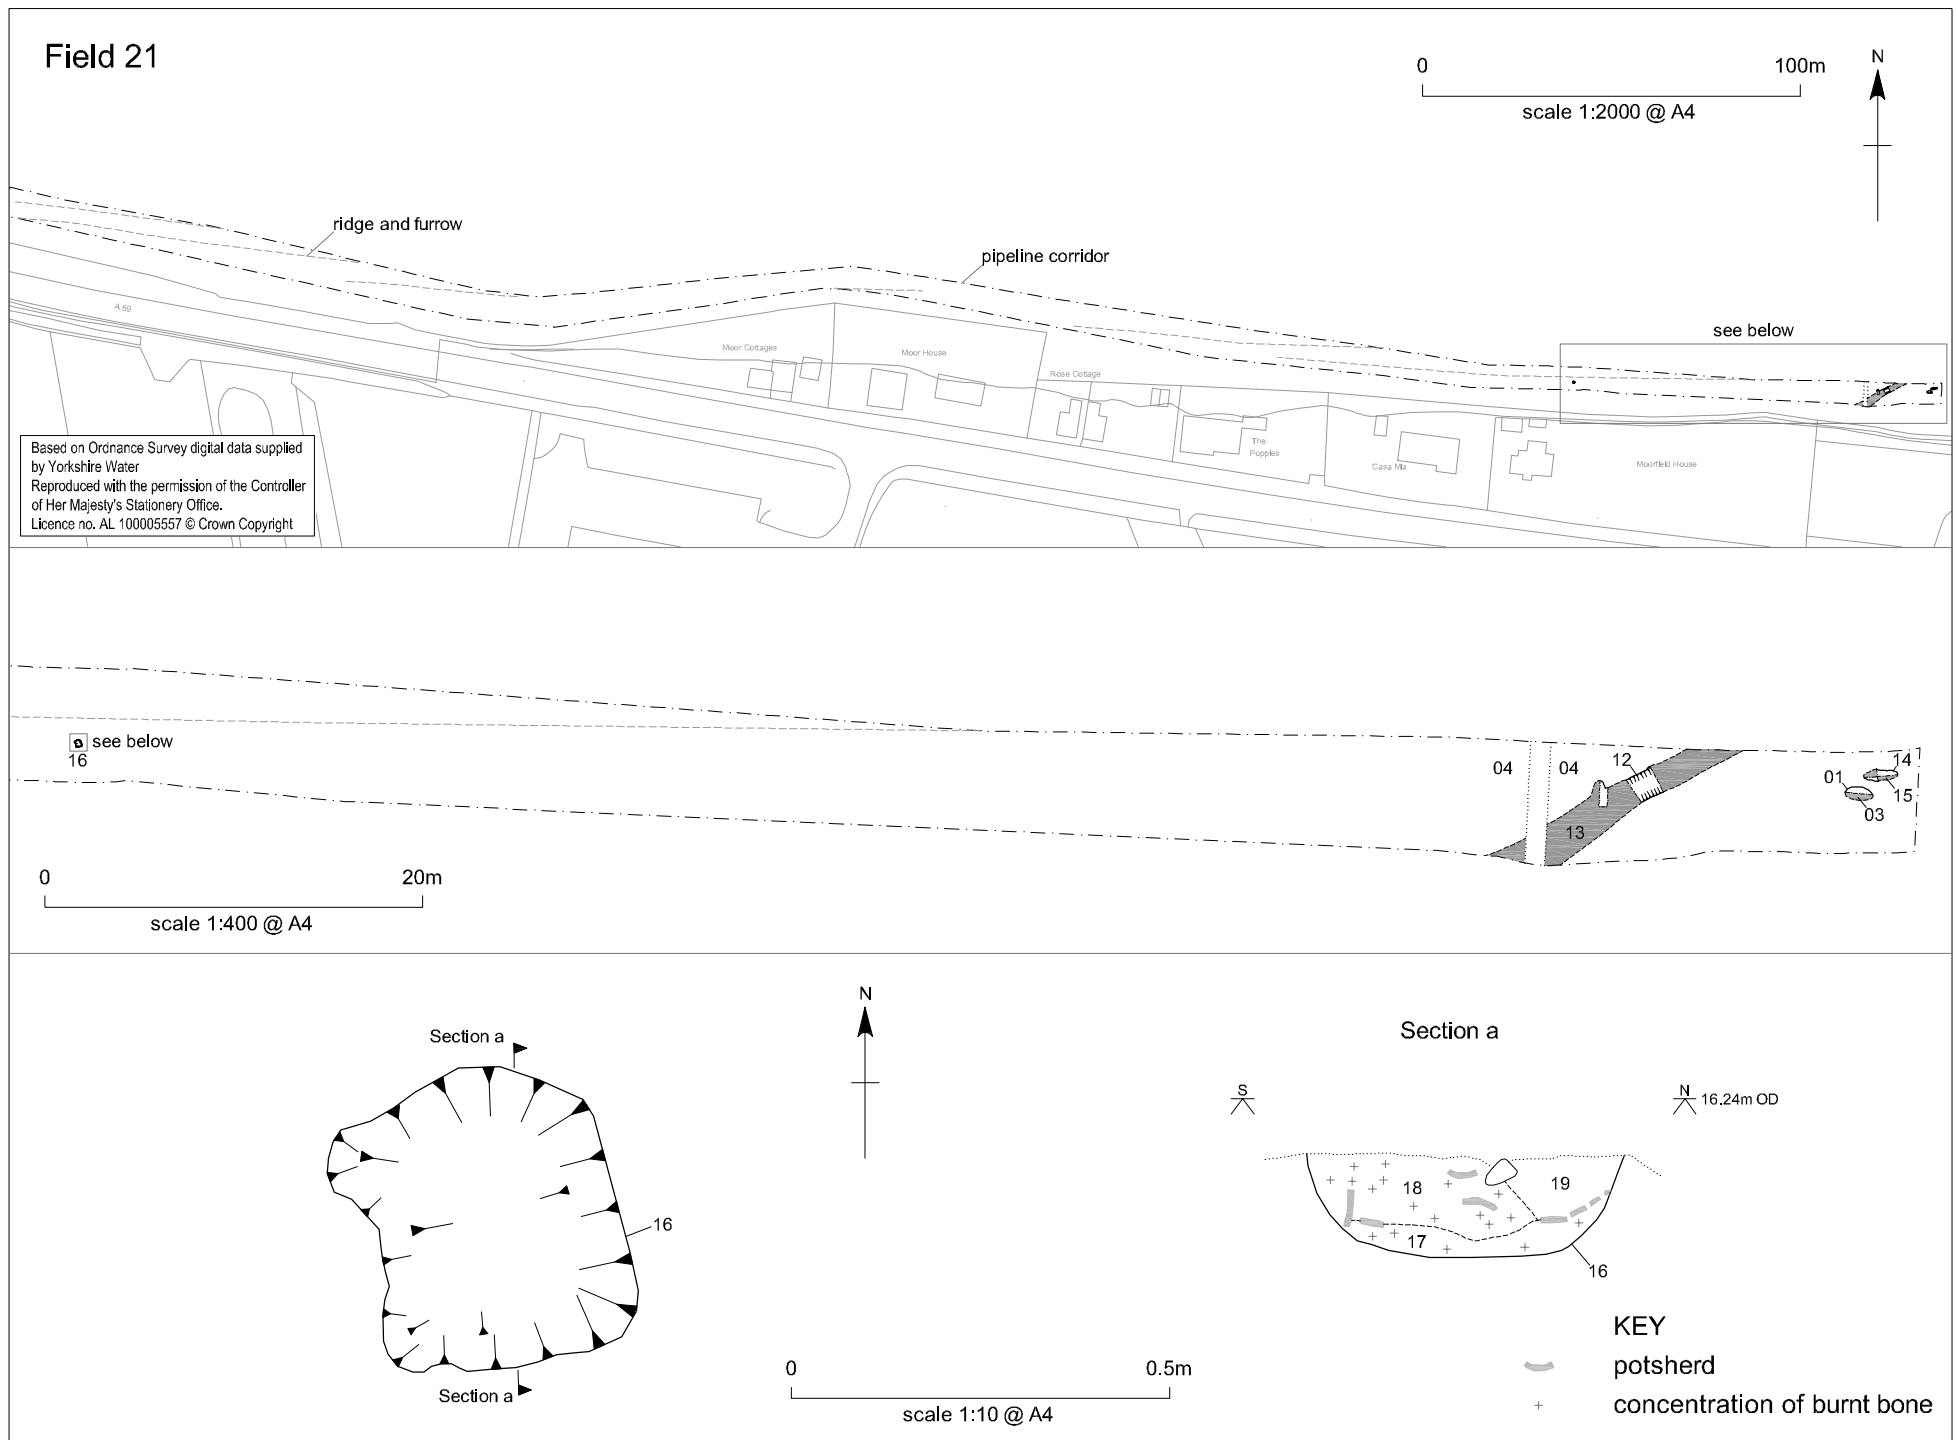 Field 21
0 100m
scale 1:2000 @ A4
N
ridge and furrow
pipeline corridor
see below
A 59
Moor Cottages
Moor House
Rose Cottage
The
Popples
Casa Mia
Moorfield House
Based on Ordnance Survey digital data supplied
by Yorkshire Water
Reproduced with the permission of the Controller
of Her Majesty's Stationery Office.
Licence no. AL 100005557 © Crown Copyright
see below
16
04
04
12
13
01
03
14
15
0 20m
scale 1:400 @ A4
Section a
16
Section a
N
0 0.5m
scale 1:10 @ A4
Section a
S
N 16.24m OD
18
19
17
16
KEY
potsherd
concentration of burnt bone